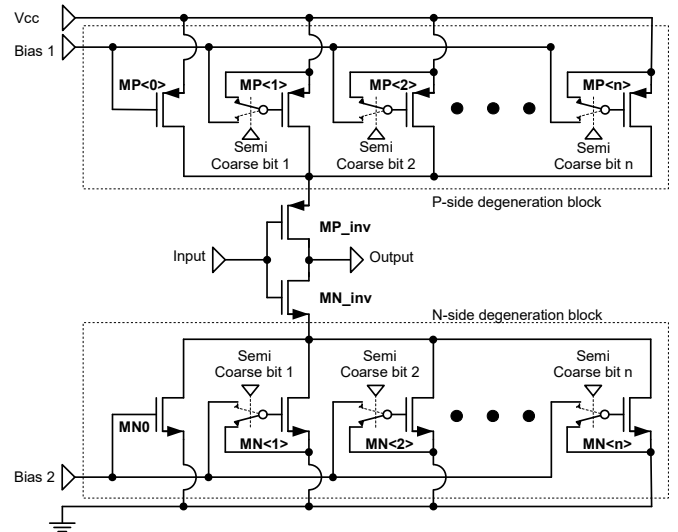 Vcc
Bias 1
MP<0>
MP<1>
MP<2>
MP<n>
Semi
Coarse bit 1
Semi
Coarse bit 2
Semi
Coarse bit n
P-side degeneration block
MP_inv
Input
Output
MN_inv
N-side degeneration block
Semi
Coarse bit 1
Semi
Coarse bit 2
Semi
Coarse bit n
MN0
MN<1>
MN<2>
MN<n>
Bias 2